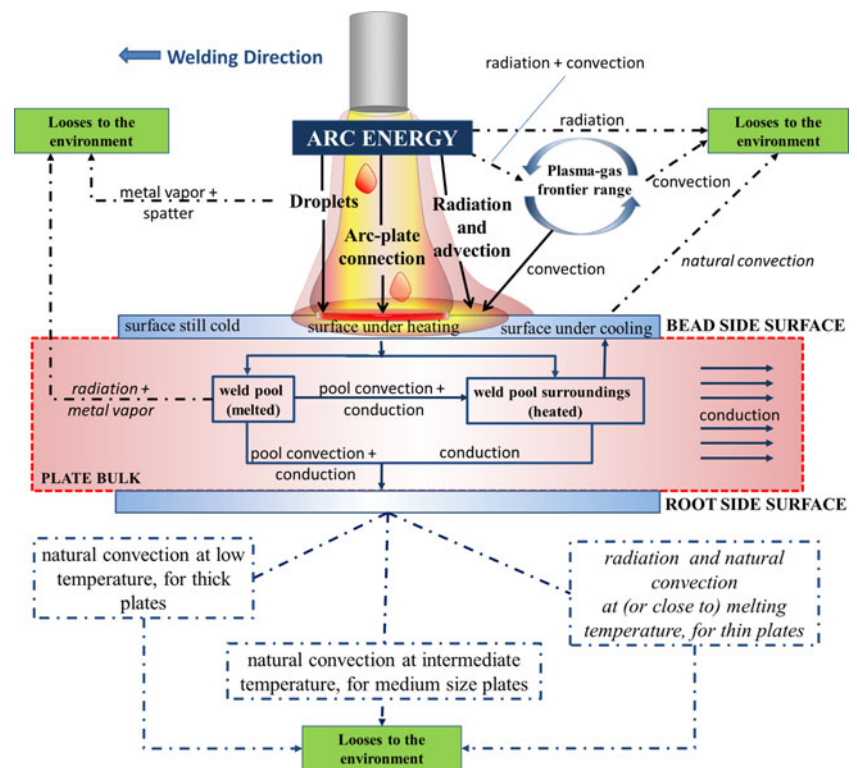 Welding Direction
radiation + convection
Looses to the
environment
ARC ENERGY
radiation
Looses to the
environment
Plasma-gas
frontier range
convection
metal vapor +
spatter
Droplets
Radiation
and
advection
Arc-plate
connection
convection
natural convection
surface still cold
surface under heating
surface under cooling
BEAD SIDE SURFACE
radiation +
metal vapor
weld pool
(melted)
pool convection +
conduction
weld pool surroundings
(heated)
conduction
pool convection +
conduction
conduction
PLATE BULK
ROOT SIDE SURFACE
natural convection at low
temperature, for thick
plates
radiation and natural
convection
at (or close to) melting
temperature, for thin plates
natural convection at intermediate
temperature, for medium size plates
Looses to the
environment